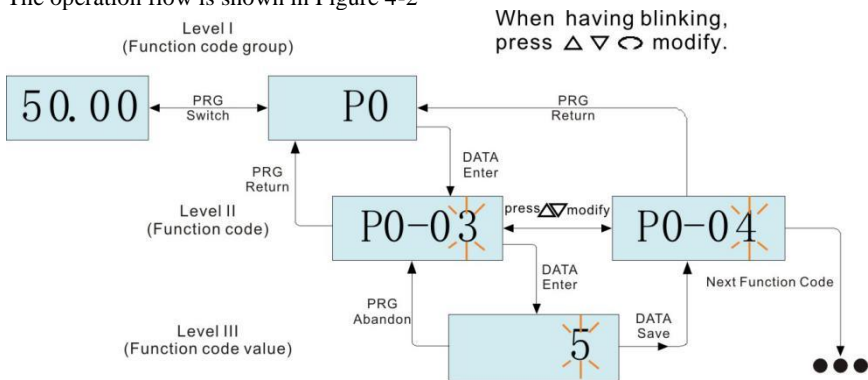 The operation flow is shown in Figure 4-2
Level I
(Function code group)
When having blinking,
press △ ▽ modify.
50.00
PRG
Switch
P0
PRG
Return
DATA
Enter
PRG
Return
Level II
(Function code)
P0-03
press△▽modify
P0-04
DATA
Enter
Next Function Code
PRG
Abandon
Level III
(Function code value)
5
DATA
Save